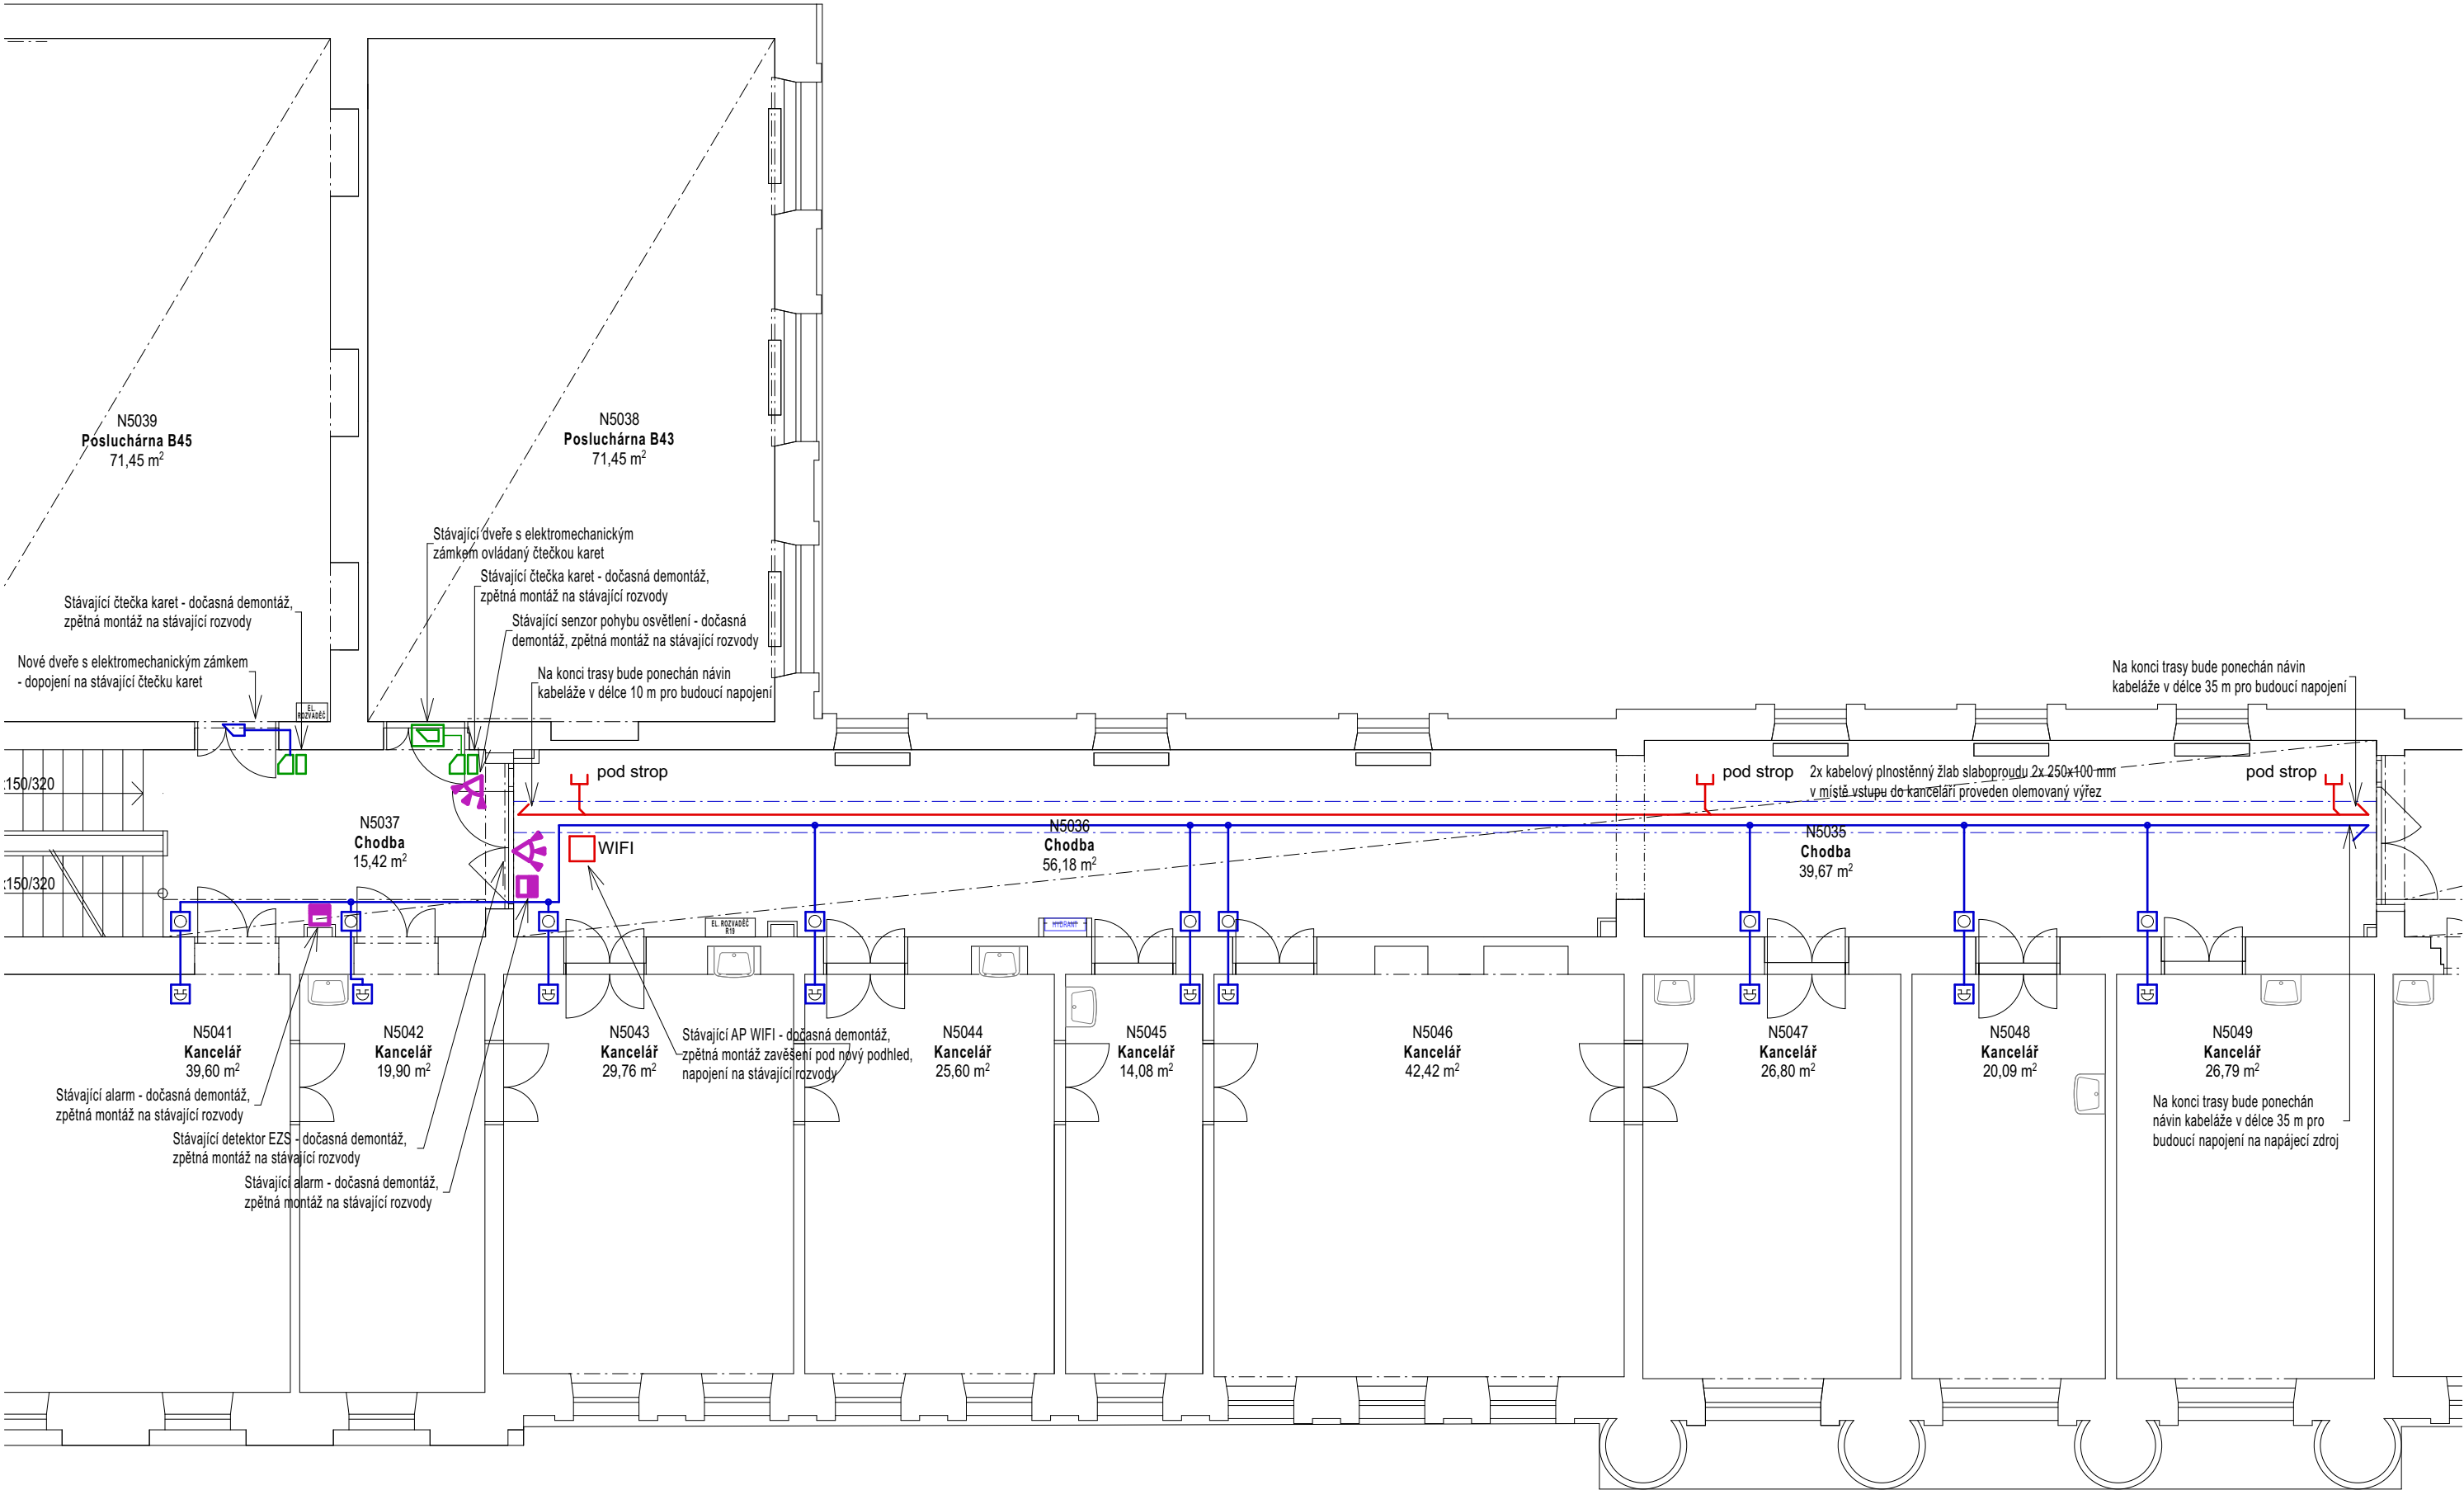 N5039
Posluchárna B45
71,45 m²
N5038
Posluchárna B43
71,45 m²
Stávající dveře s elektromechanickým
zámkem ovládaný čtečkou karet
Stávající čtečka karet - dočasná demontáž,
zpětná montáž na stávající rozvody
Stávající čtečka karet - dočasná demontáž,
zpětná montáž na stávající rozvody
Stávající senzor pohybu osvětlení - dočasná
demontáž, zpětná montáž na stávající rozvody
Nové dveře s elektromechanickým zámkem
- dopojení na stávající čtečku karet
Na konci trasy bude ponechán návin
kabeláže v délce 10 m pro budoucí napojení
Na konci trasy bude ponechán návin
kabeláže v délce 35 m pro budoucí napojení
EL.
ROZVADĚČ
pod strop
pod strop
2x kabelový plnostěnný žlab slaboproudu 2x 250x100 mm
v místě vstupu do kanceláří proveden olemovaný výřez
pod strop
150/320
N5037
Chodba
15,42 m²
WIFI
N5036
Chodba
56,18 m²
N5035
Chodba
39,67 m²
150/320
EL. ROZVADĚČ
R19
HYDRANT
N5041
Kancelář
39,60 m²
N5042
Kancelář
19,90 m²
N5043
Kancelář
29,76 m²
Stávající AP WIFI - dočasná demontáž,
zpětná montáž zavěšení pod nový podhled,
napojení na stávající rozvody
N5044
Kancelář
25,60 m²
N5045
Kancelář
14,08 m²
N5046
Kancelář
42,42 m²
N5047
Kancelář
26,80 m²
N5048
Kancelář
20,09 m²
N5049
Kancelář
26,79 m²
Stávající alarm - dočasná demontáž,
zpětná montáž na stávající rozvody
Stávající detektor EZS - dočasná demontáž,
zpětná montáž na stávající rozvody
Stávající alarm - dočasná demontáž,
zpětná montáž na stávající rozvody
Na konci trasy bude ponechán
návin kabeláže v délce 35 m pro
budoucí napojení na napájecí zdroj